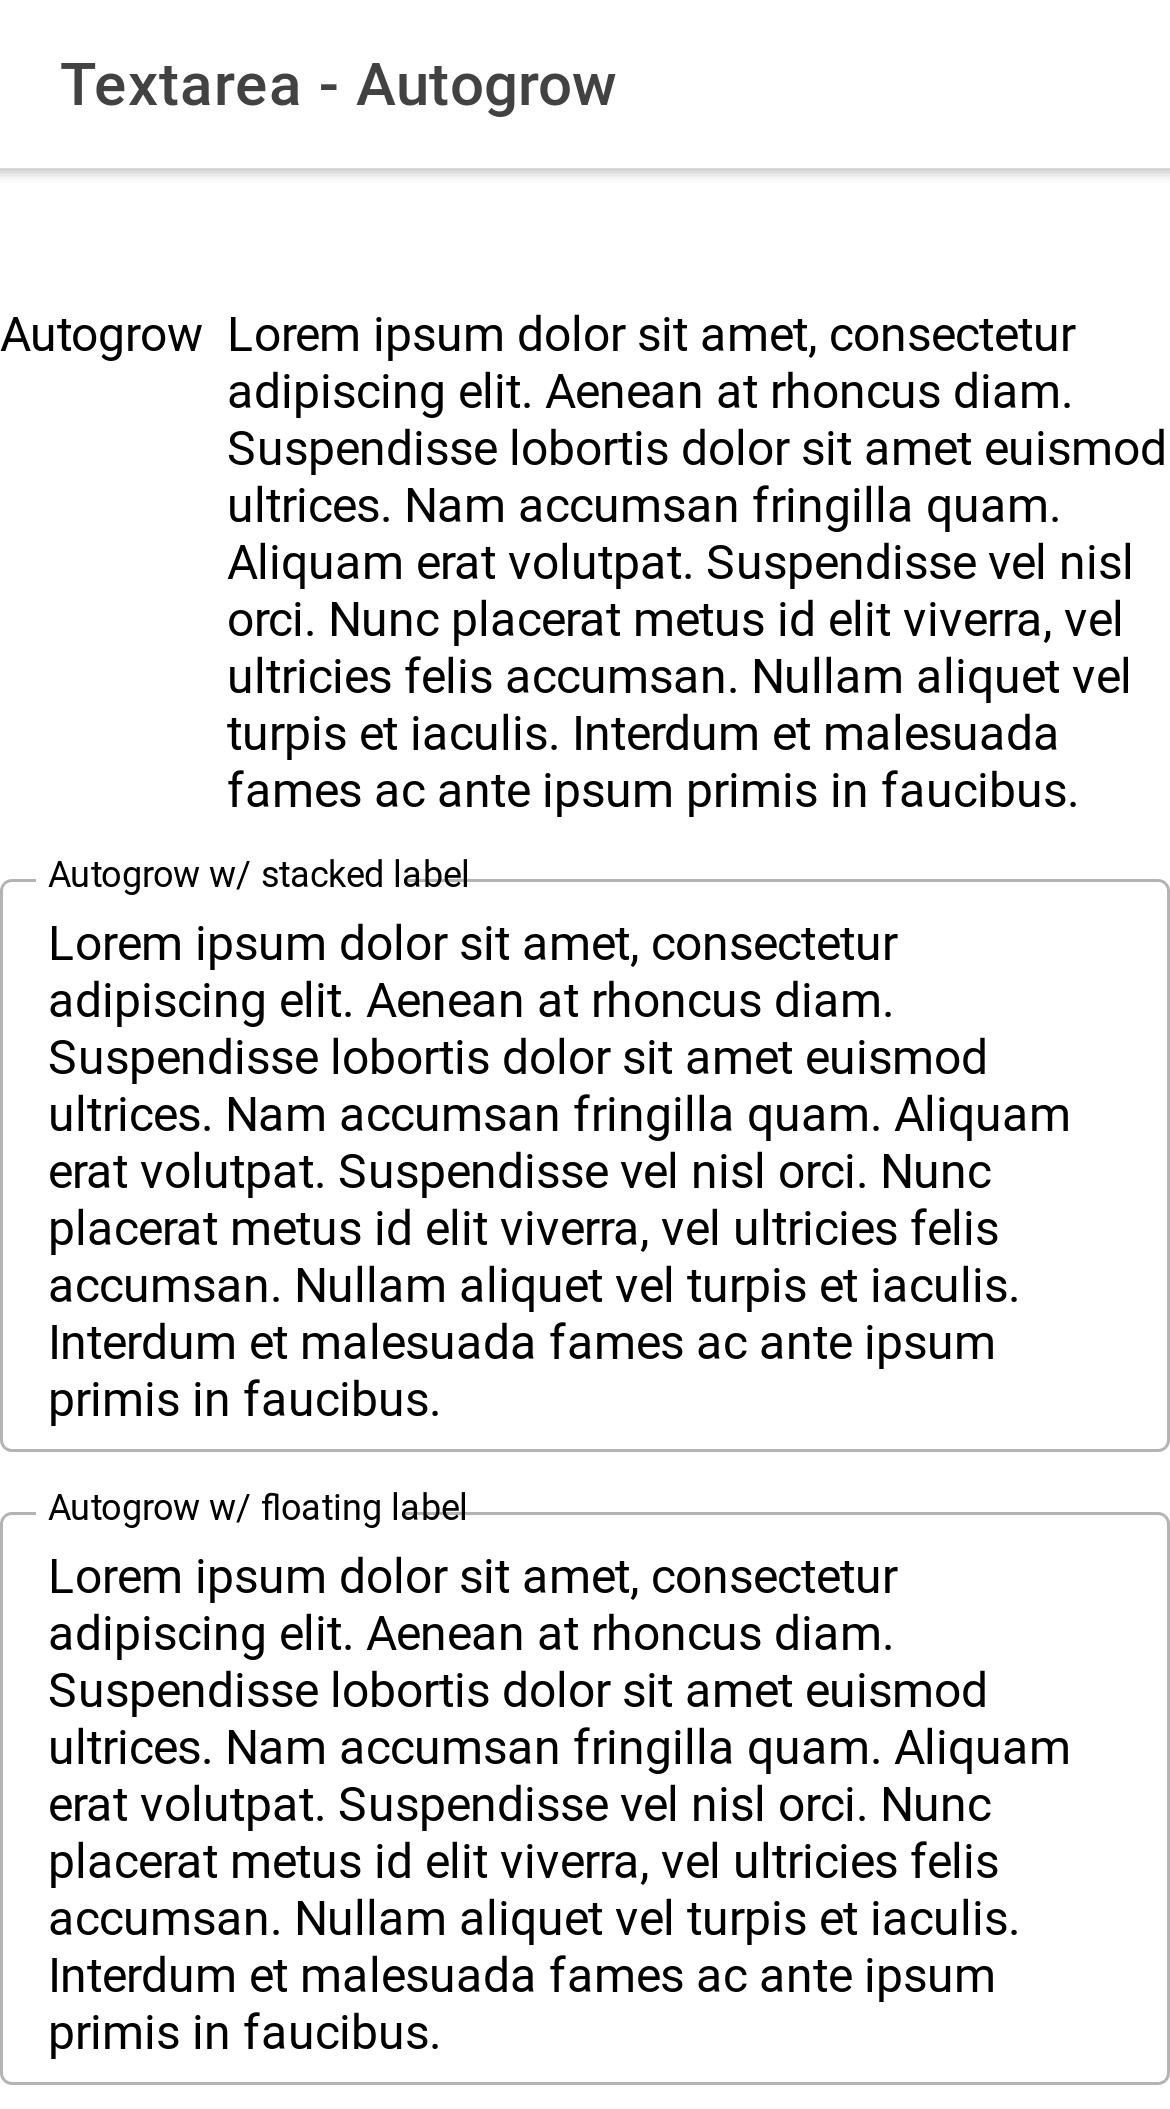 Textarea - Autogrow
Autogrow Lorem ipsum dolor sit amet, consectetur
adipiscing elit. Aenean at rhoncus diam.
Suspendisse lobortis dolor sit amet euismod
ultrices. Nam accumsan fringilla quam.
Aliquam erat volutpat. Suspendisse vel nisl
orci. Nunc placerat metus id elit viverra, vel
ultricies felis accumsan. Nullam aliquet vel
turpis et iaculis. Interdum et malesuada
fames ac ante ipsum primis in faucibus.
Autogrow w/ stacked label
Lorem ipsum dolor sit amet, consectetur
adipiscing elit. Aenean at rhoncus diam.
Suspendisse lobortis dolor sit amet euismod
ultrices. Nam accumsan fringilla quam. Aliquam
erat volutpat. Suspendisse vel nisl orci. Nunc
placerat metus id elit viverra, vel ultricies felis
accumsan. Nullam aliquet vel turpis et iaculis.
Interdum et malesuada fames ac ante ipsum
primis in faucibus.
Autogrow w/ floating label
Lorem ipsum dolor sit amet, consectetur
adipiscing elit. Aenean at rhoncus diam.
Suspendisse lobortis dolor sit amet euismod
ultrices. Nam accumsan fringilla quam. Aliquam
erat volutpat. Suspendisse vel nisl orci. Nunc
placerat metus id elit viverra, vel ultricies felis
accumsan. Nullam aliquet vel turpis et iaculis.
Interdum et malesuada fames ac ante ipsum
primis in faucibus.